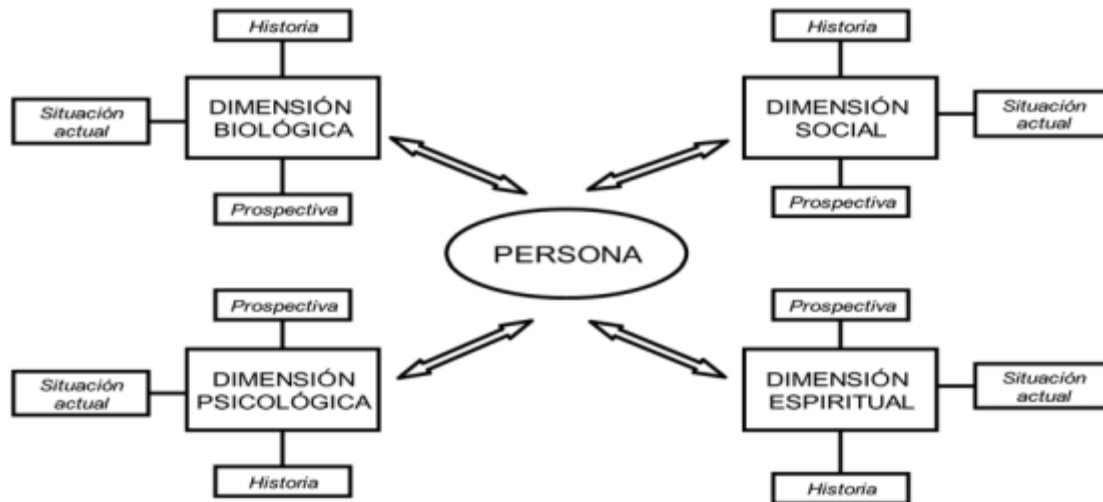 Historia
Situación
actual
DIMENSIÓN
BIOLÓGICA
Prospectiva
Historia
DIMENSIÓN
SOCIAL
Situación
actual
Prospectiva
PERSONA
Prospectiva
Situación
actual
DIMENSIÓN
PSICOLÓGICA
Historia
Prospectiva
DIMENSIÓN
ESPIRITUAL
Situación
actual
Historia